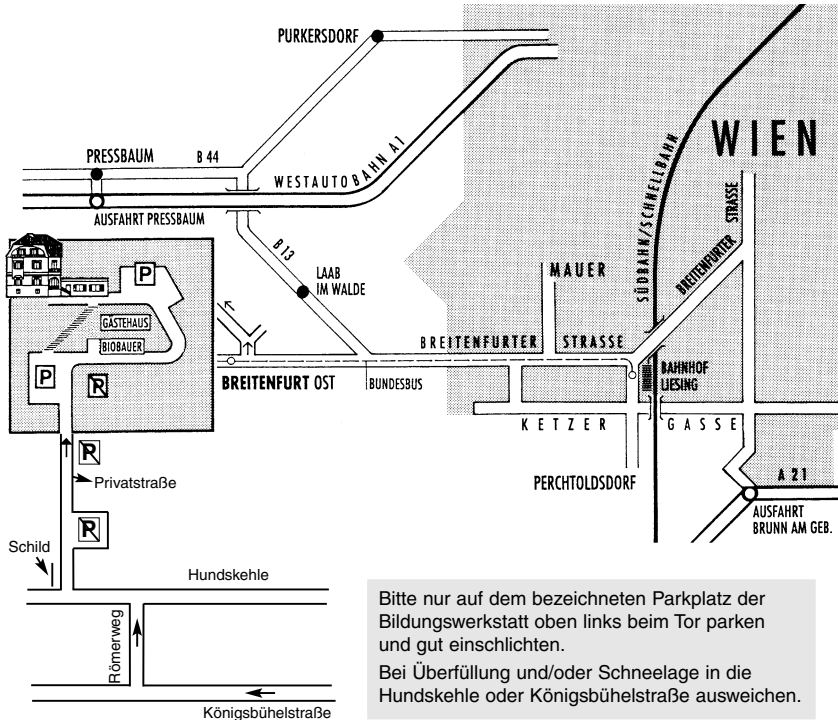 PURKERSDORF
WIEN
PRESSBAUM
B 44
WESTAUTOBAHN A1
AUSFAHRT PRESSBAUM
SÜDBAHN/SCHNELLBAHN
BREITENFURTER STRASSE
B 13
LAAB
IM WALDE
MAUER
P
GÄSTEHAUS
BIOBAUER
P
P
BREITENFURTER STRASSE
BREITENFURT OST
BUNDESBUS
BAHNHOF
LIESING
KETZER GASSE
PERCHTOLDSDORF
A 21
AUSFAHRT
BRUNN AM GEB.
P
Privatstraße
P
Schild
Hundskehle
Römerweg
Königsbühelstraße
Bitte nur auf dem bezeichneten Parkplatz der
Bildungswerkstatt oben links beim Tor parken
und gut einschlichten.
Bei Überfüllung und/oder Schneelage in die
Hundskehle oder Königsbühelstraße ausweichen.